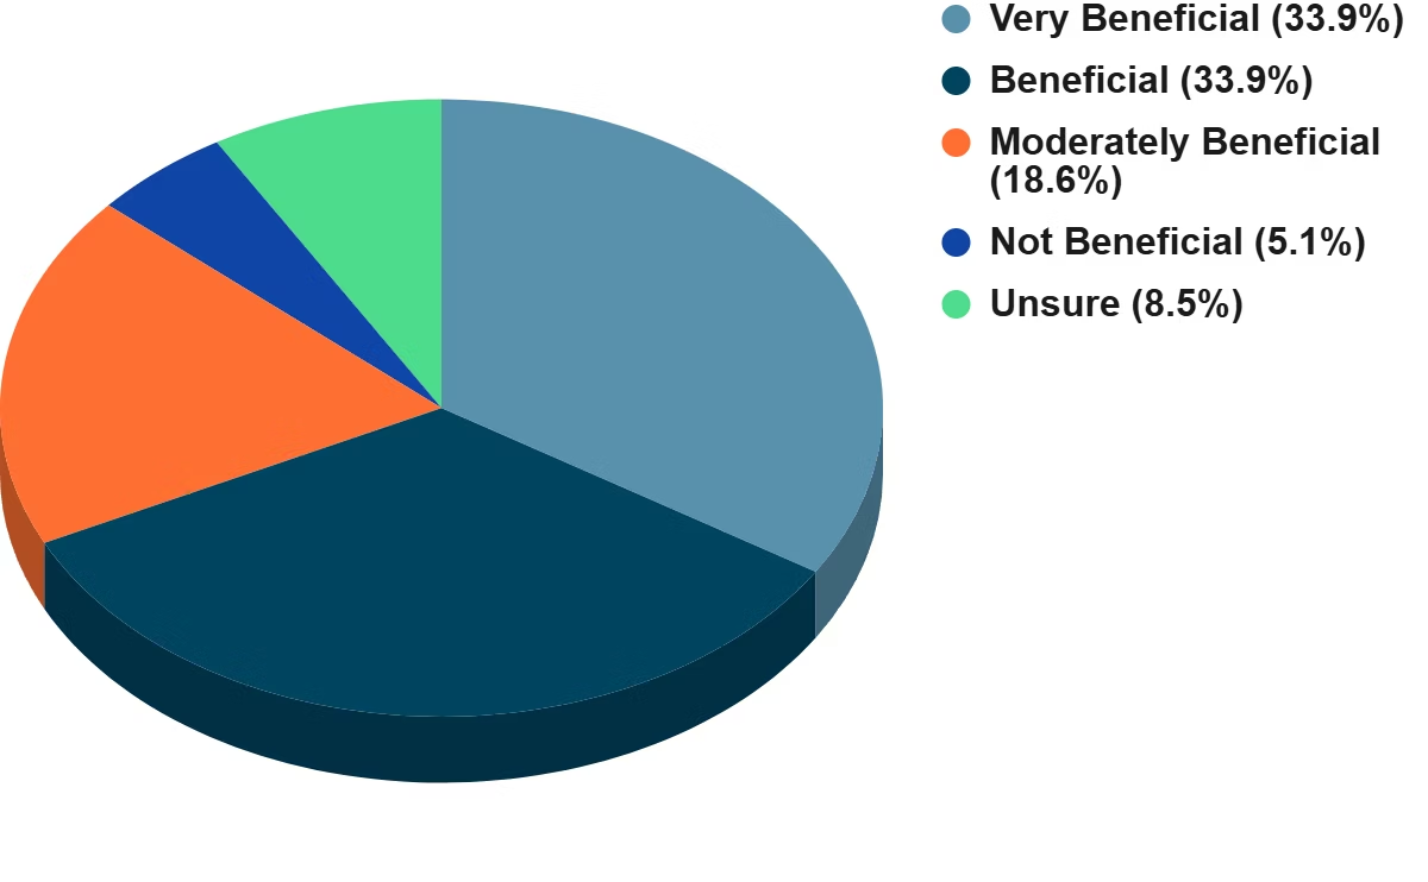 Very Beneficial (33.9%)
Beneficial (33.9%)
Moderately Beneficial
(18.6%)
Not Beneficial (5.1%)
Unsure (8.5%)